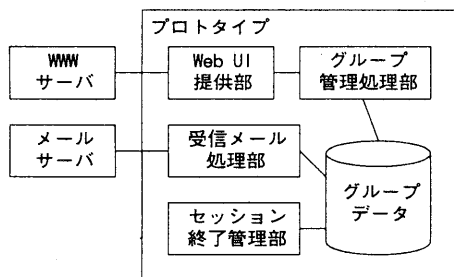 プロトタイプ
WWW
サーバ
Web UI
提供部
グループ
管理処理部
メール
サーバ
受信メール
処理部
グループ
データ
セッション
終了管理部